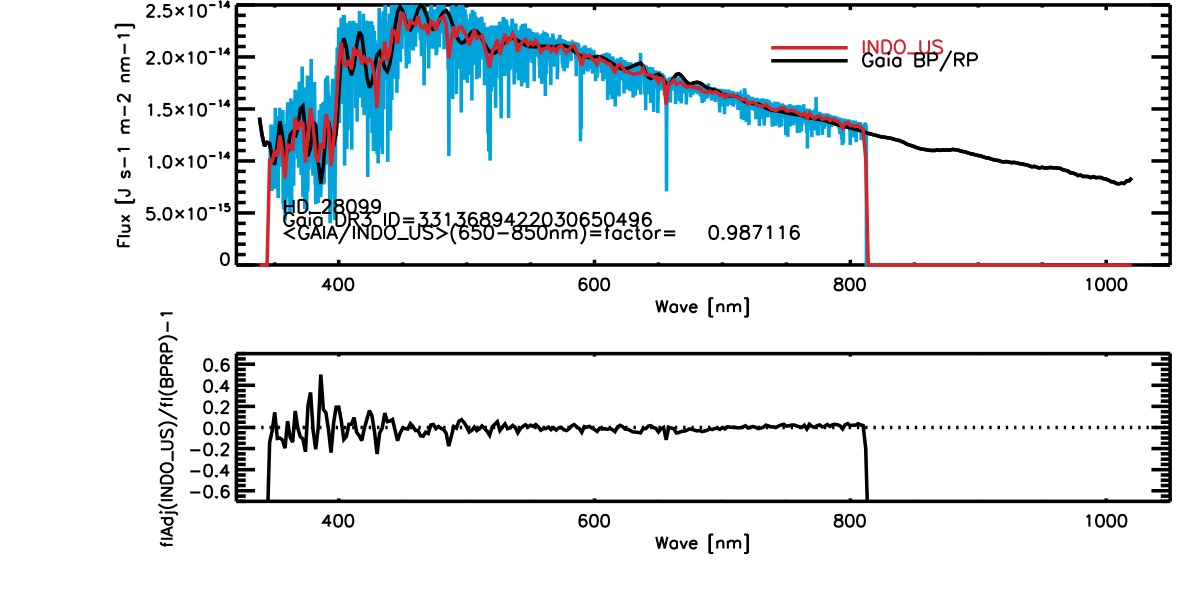 2.5×10⁻¹⁴
2.0×10⁻¹⁴
1.5×10⁻¹⁴
1.0×10⁻¹⁴
5.0×10⁻¹⁵
0
Flux [J s-1 m-2 nm-1]
INDO_US
Gaia BP/RP
HD_28099
Gaia DR3 ID=3313689422030650496
<GAIA/INDO_US>(650-850nm)=factor= 0.987116
400 600 800 1000
Wave [nm]
flAdj(INDO_US)/fl(BPRP)-1
0.6
0.4
0.2
0.0
-0.2
-0.4
-0.6
400 600 800 1000
Wave [nm]